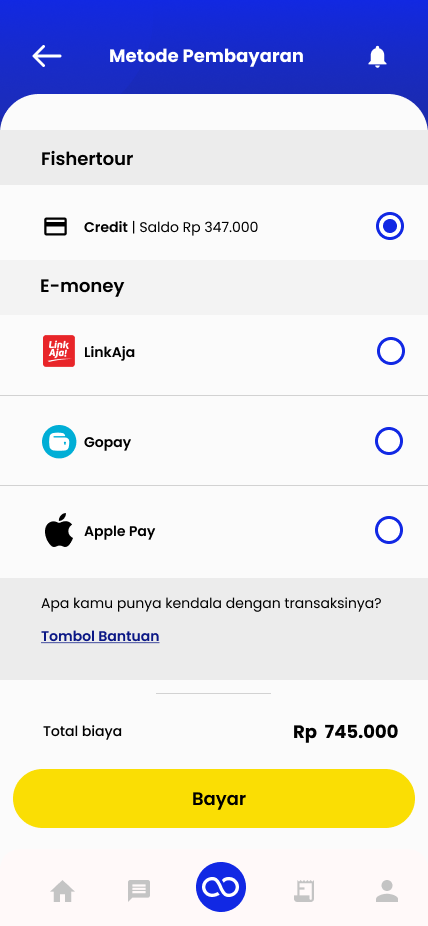 Metode Pembayaran
Fishertour
Credit | Saldo Rp 347.000
E-money
Link
Aja!
LinkAja
Gopay
Apple Pay
Apa kamu punya kendala dengan transaksinya?
Tombol Bantuan
Total biaya Rp 745.000
Bayar